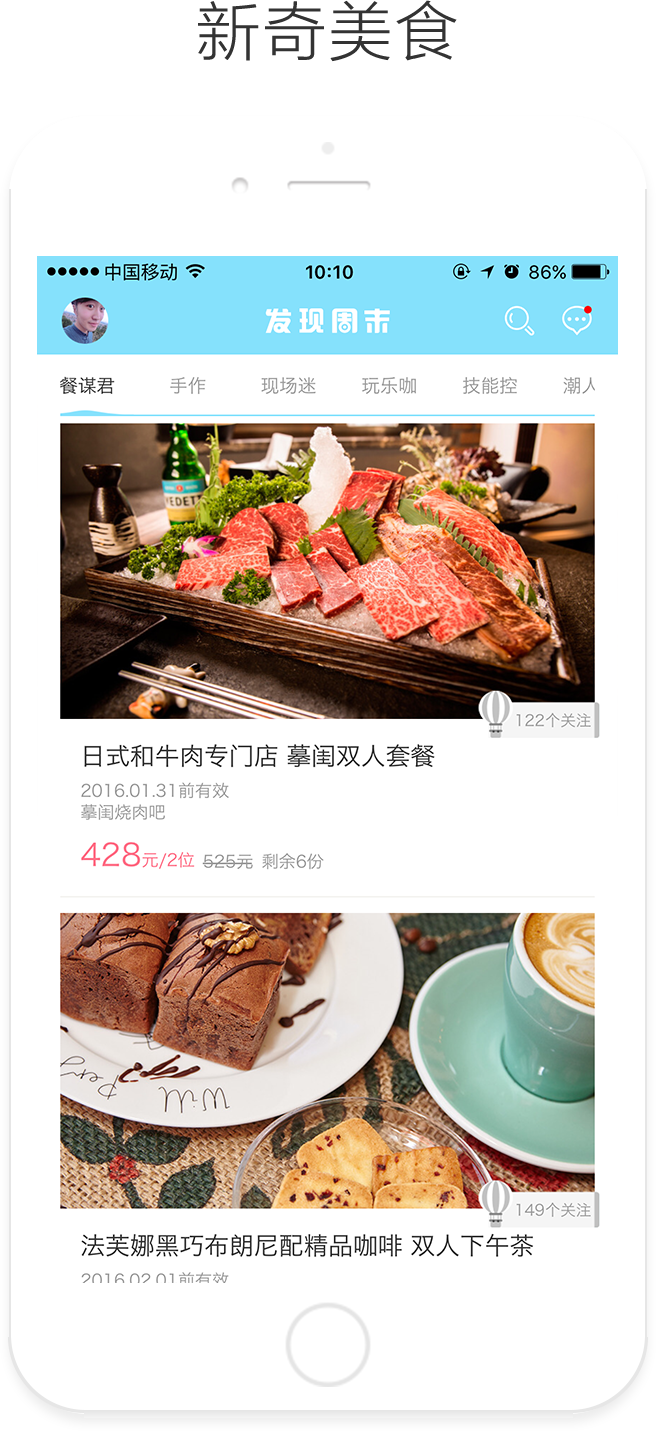 新奇美食
中国移动
10:10
86%
发现周末
餐谋君 手作 现场迷 玩乐咖 技能控 潮人
VEDETT
122个关注
日式和牛肉专门店 摹闺双人套餐
2016.01.31前有效
摹闺烧肉吧
428元/2位 525元 剩余6份
Will
149个关注
法芙娜黑巧布朗尼配精品咖啡 双人下午茶
2016.02.01前有效